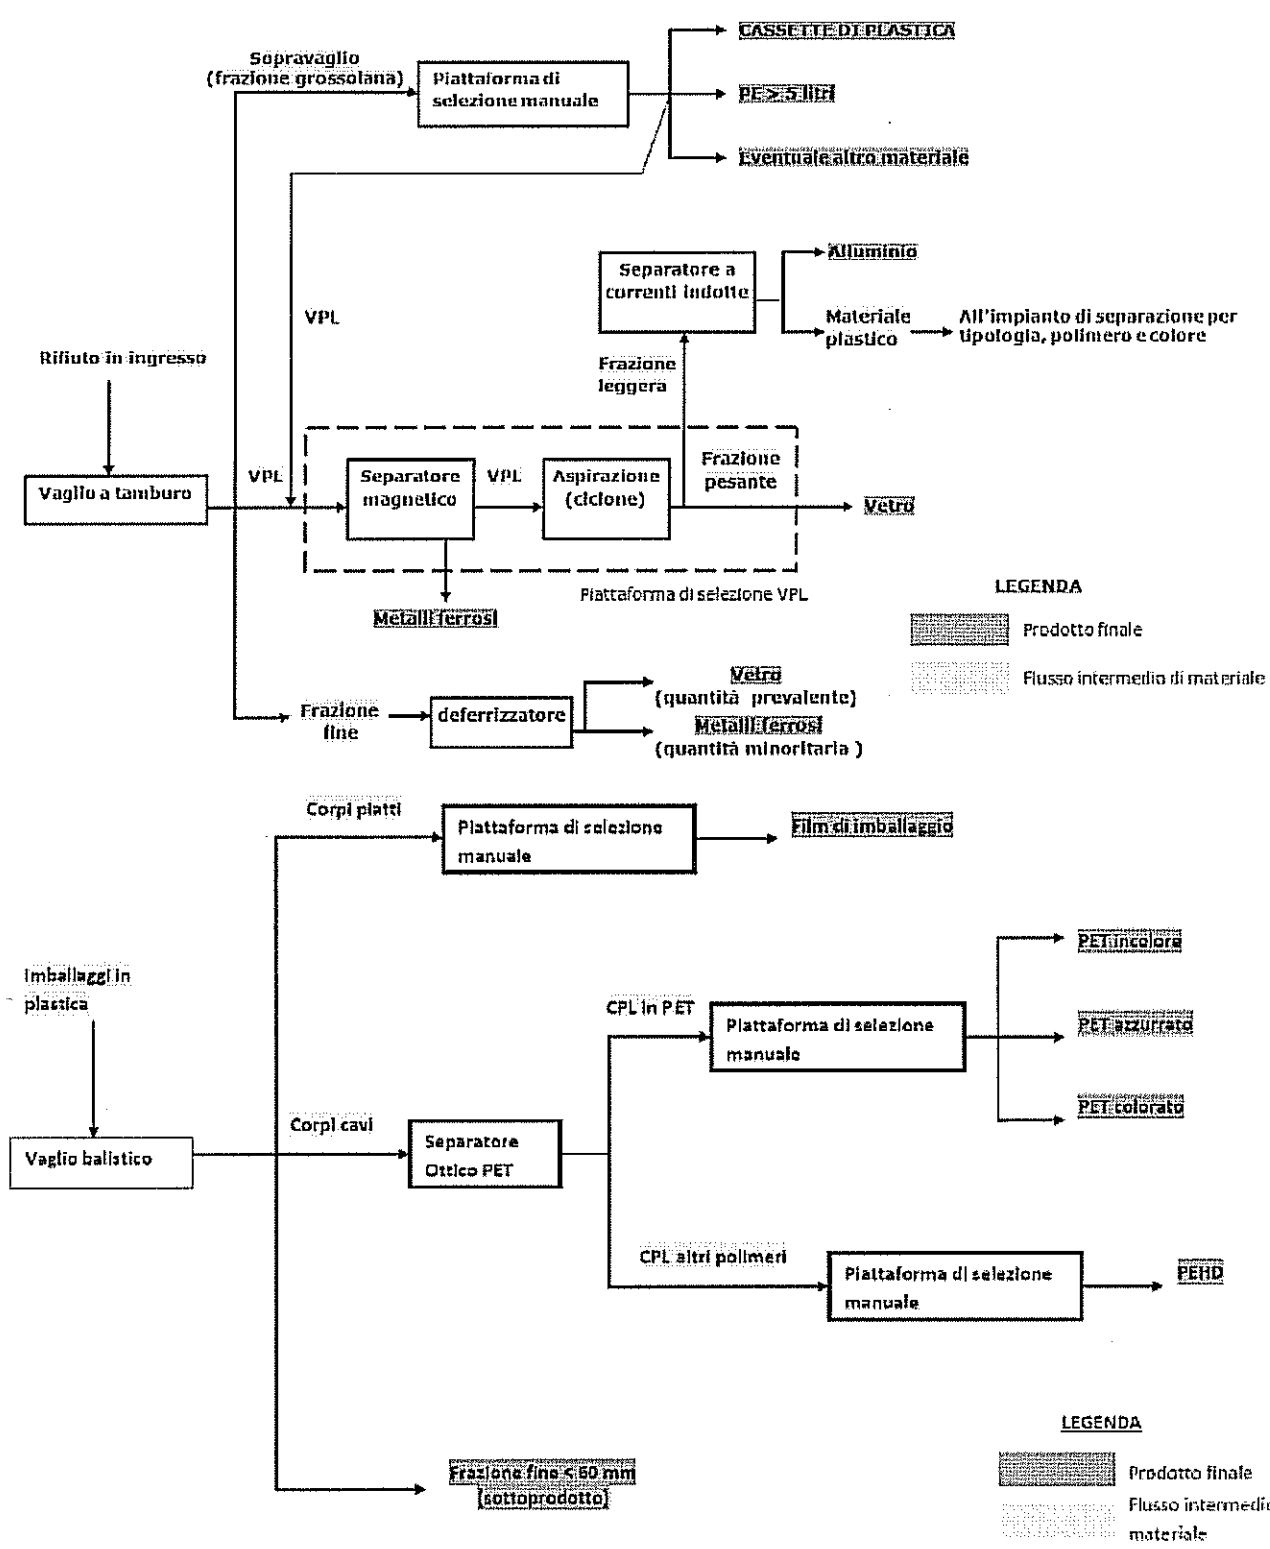 CASSETTE DI PLASTICA
Sopravaglio
(frazione grossolana)
Piattaforma di
selezione manuale
PE > 5 litri
Eventuale altro materiale
Separatore a
correnti indotte
Alluminio
Materiale
plastico
All'impianto di separazione per
tipologia, polimero e colore
VPL
Rifiuto in ingresso
Frazione
leggera
Vaglio a tamburo
VPL
Separatore
magnetico
VPL
Aspirazione
(ciclone)
Frazione
pesante
Vetro
Metalli ferrosi
Piattaforma di selezione VPL
LEGENDA
Prodotto finale
Flusso intermedio di materiale
Frazione
fine
deferrizzatore
Vetro
(quantità prevalente)
Metalli ferrosi
(quantità minoritaria )
Corpi piatti
Piattaforma di selezione
manuale
Film di imballaggio
Imballaggi in
plastica
CPL in PET
Piattaforma di selezione
manuale
PET incolore
PET azzurrato
PET colorato
Vaglio balistico
Corpi cavi
Separatore
Ottico PET
CPL altri polimeri
Piattaforma di selezione
manuale
PEHD
Frazione fine < 60 mm
(sottoprodotto)
LEGENDA
Prodotto finale
Flusso intermedi
materiale